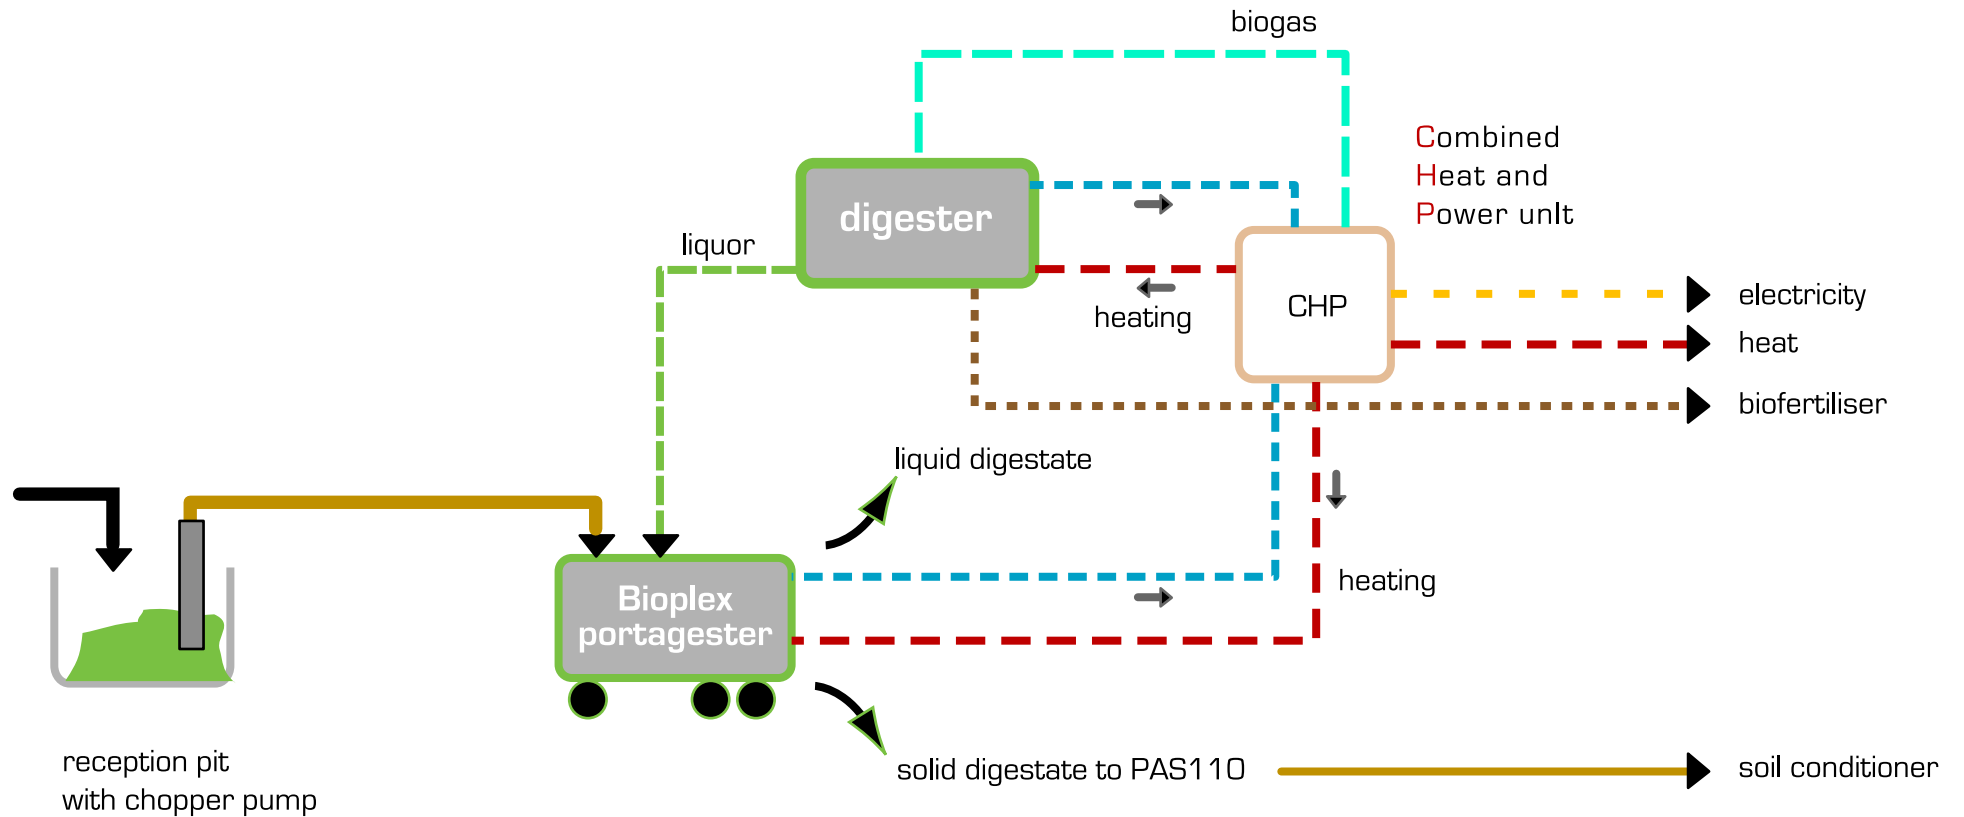 biogas
Combined
Heat and
Power unIt
digester
liquor
heating
CHP
electricity
heat
biofertiliser
liquid digestate
heating
Bioplex
portagester
reception pit
with chopper pump
solid digestate to PAS110
soil conditioner